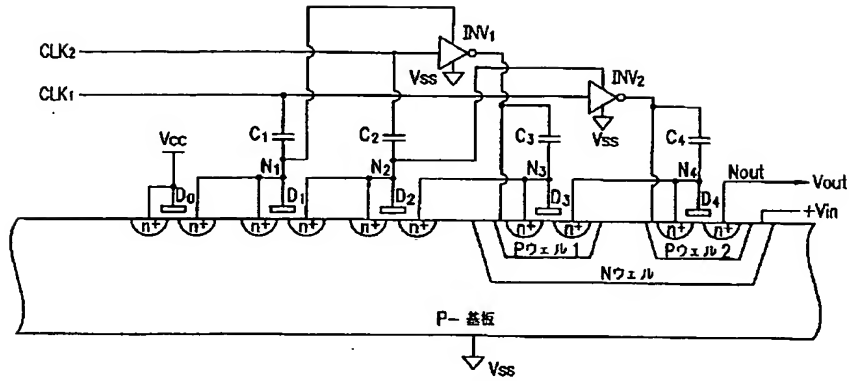 INV₁
CLK₂
INV₂
Vss
CLK₁
Vss
Vcc
C₁
C₂
C₃
C₄
N₁
N₂
N₃
N₄
Nout
Vout
D₀
D₁
D₂
D₃
D₄
+Vin
n+
n+
n+
n+
n+
n+
n+
n+
n+
n+
Pウェル1
Pウェル2
Nウェル
P- 基板
Vss